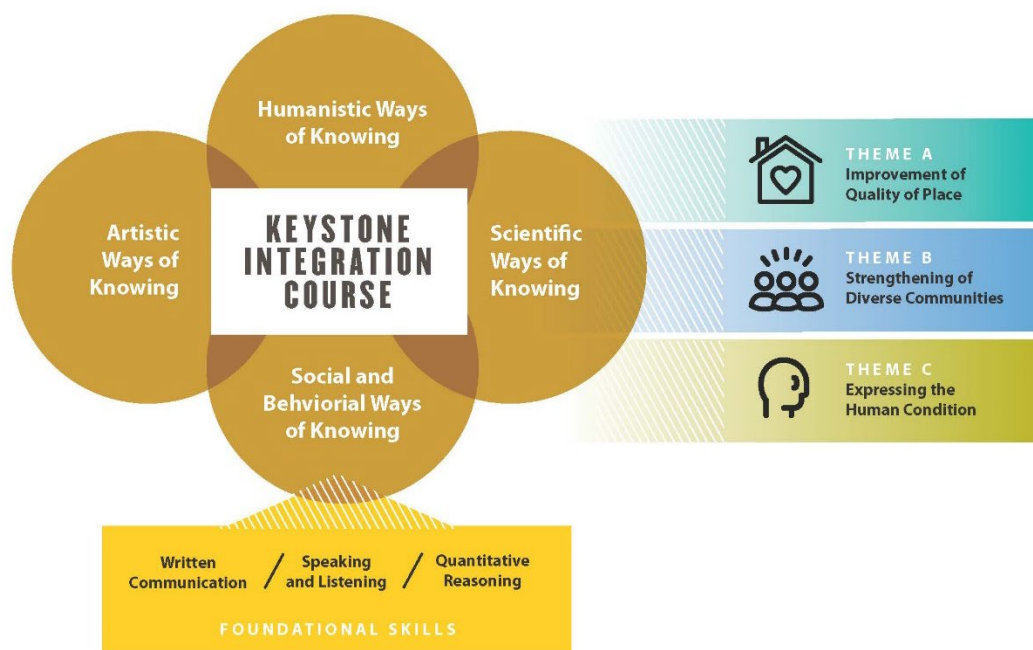 Humanistic Ways
of Knowing
Artistic
Ways of
Knowing
KEYSTONE
INTEGRATION
COURSE
Scientific
Ways of
Knowing
Social and
Behviorial Ways
of Knowing
THEME A
Improvement of
Quality of Place
THEME B
Strengthening of
Diverse Communities
THEME C
Expressing the
Human Condition
Written
Communication
/
Speaking
and Listening
/
Quantitative
Reasoning
FOUNDATIONAL SKILLS